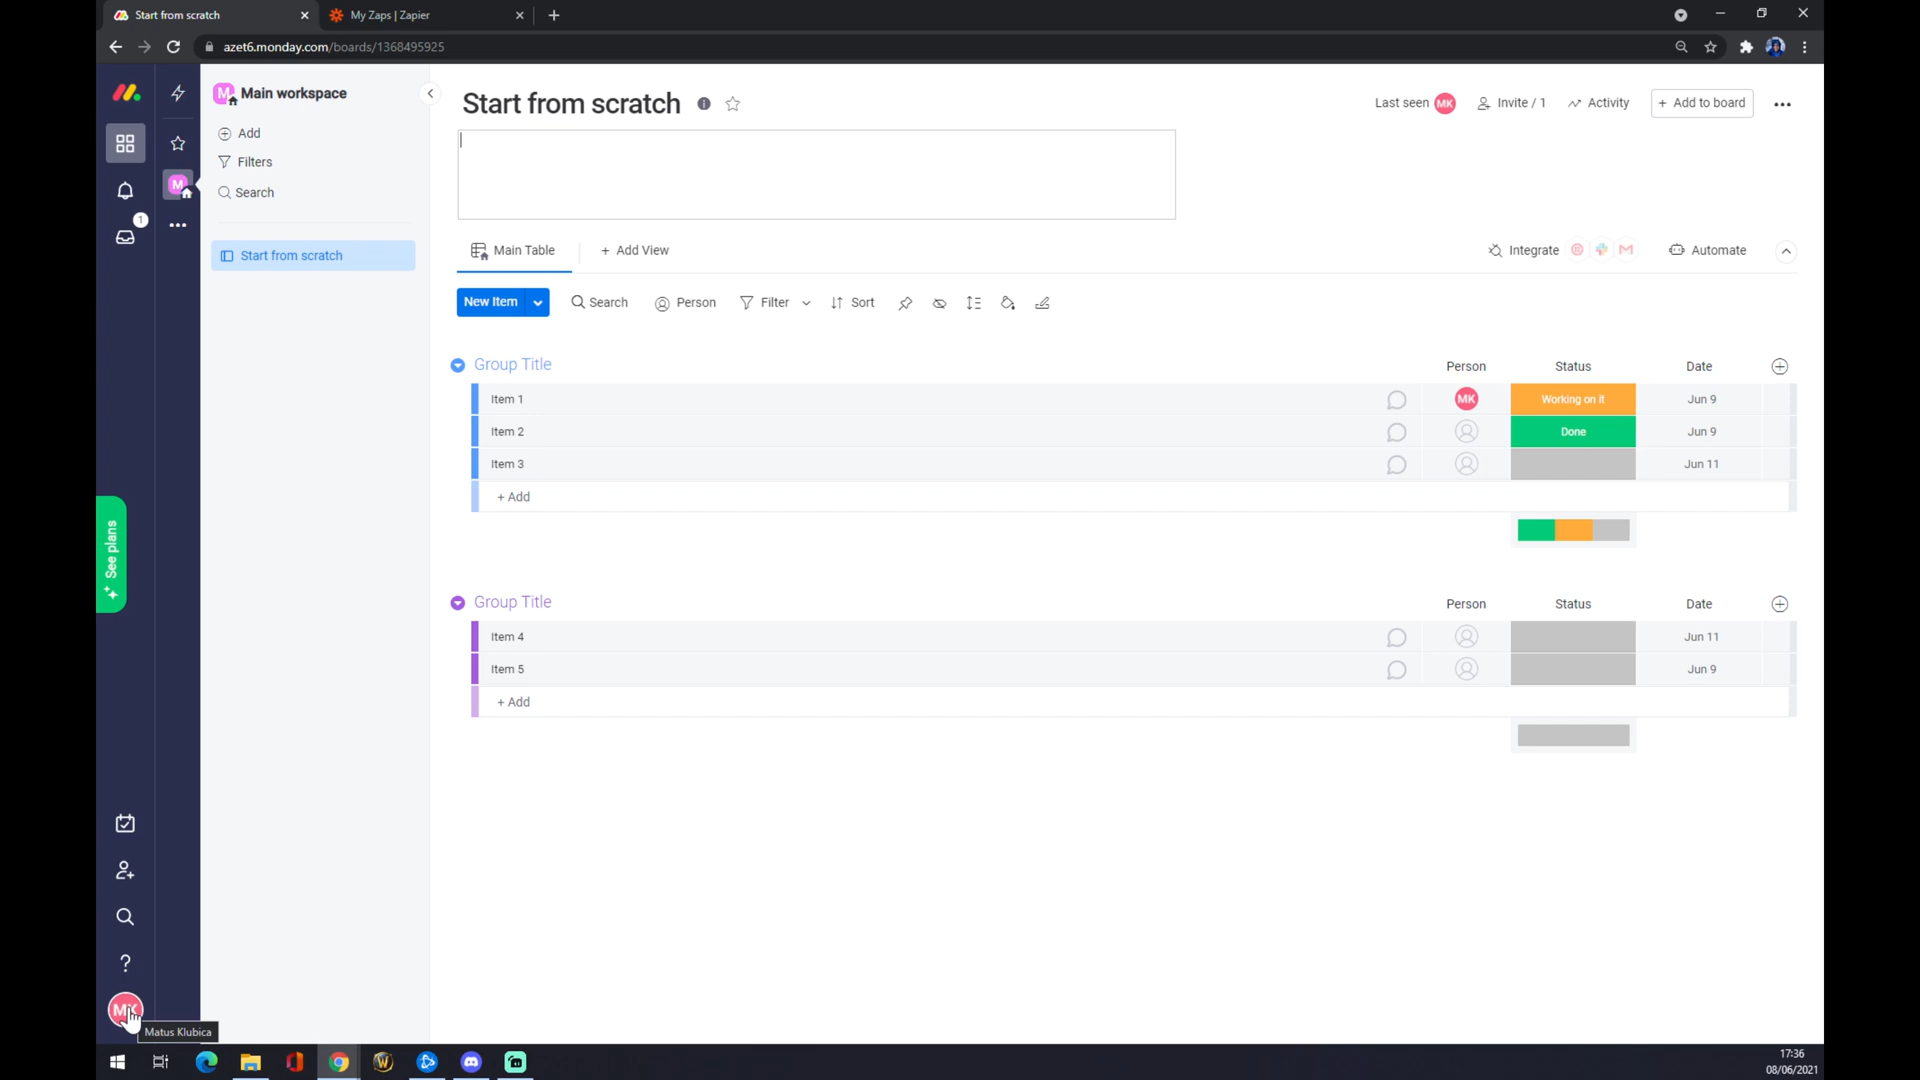 Start from scratch
My Zaps | Zapier
azet6.monday.com/boards/1368495925
M
Main workspace
Add
Filters
Search
1
M
Start from scratch
See plans
Start from scratch
Last seen MK
Invite / 1
Activity
+ Add to board
Main Table
+ Add View
Integrate
Automate
New Item
Search
Person
Filter
Sort
Group Title
Person
Status
Date
Item 1
MK
Working on it
Jun 9
Item 2
Done
Jun 9
Item 3
Jun 11
+ Add
Group Title
Person
Status
Date
Item 4
Jun 11
Item 5
Jun 9
+ Add
MK
Matus Klubica
17:36
08/06/2021